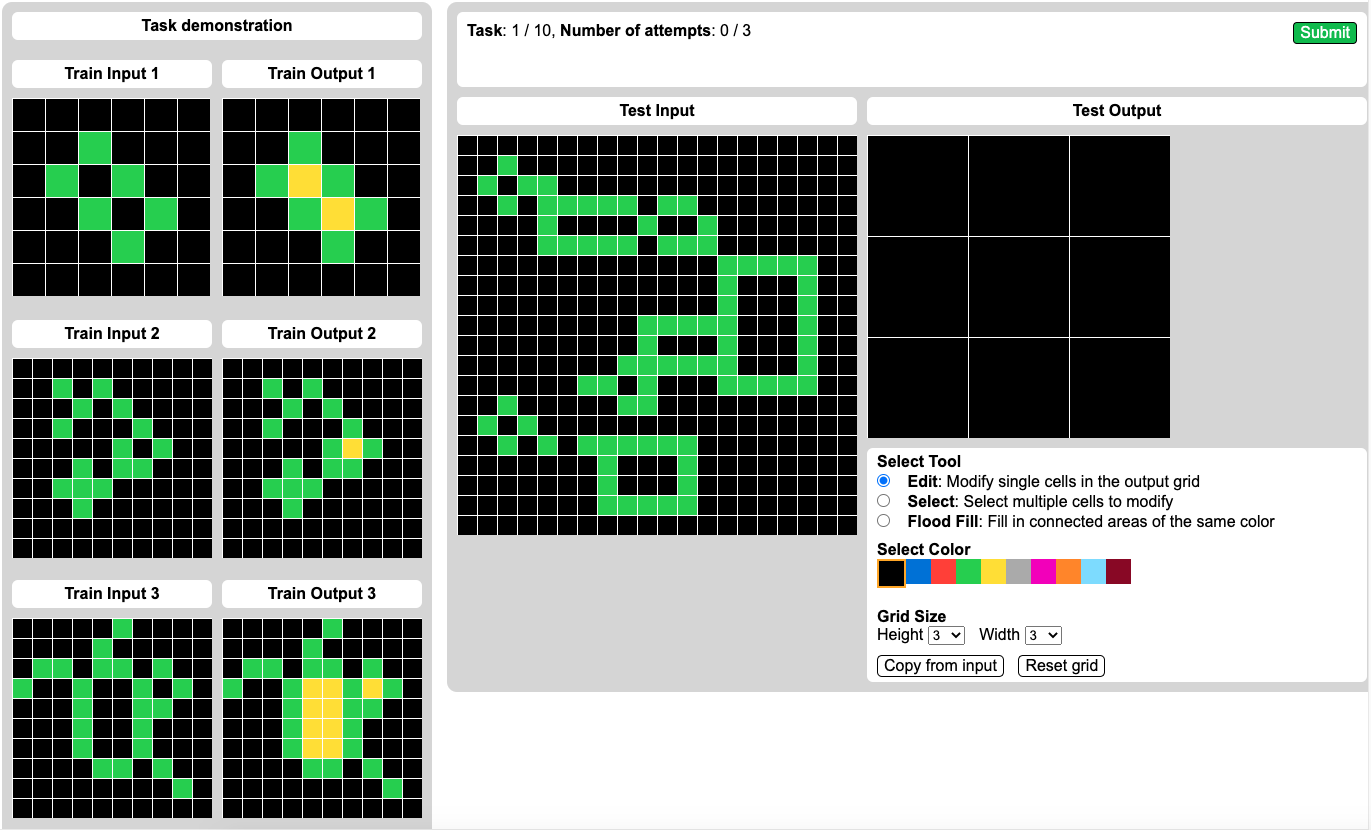 Task demonstration
Train Input 1
Train Output 1
Train Input 2
Train Output 2
Train Input 3
Train Output 3
Task: 1 / 10, Number of attempts: 0 / 3
Submit
Test Input
Test Output
Select Tool
Edit: Modify single cells in the output grid
Select: Select multiple cells to modify
Flood Fill: Fill in connected areas of the same color
Select Color
Grid Size
Height 3 Width 3
Copy from input
Reset grid